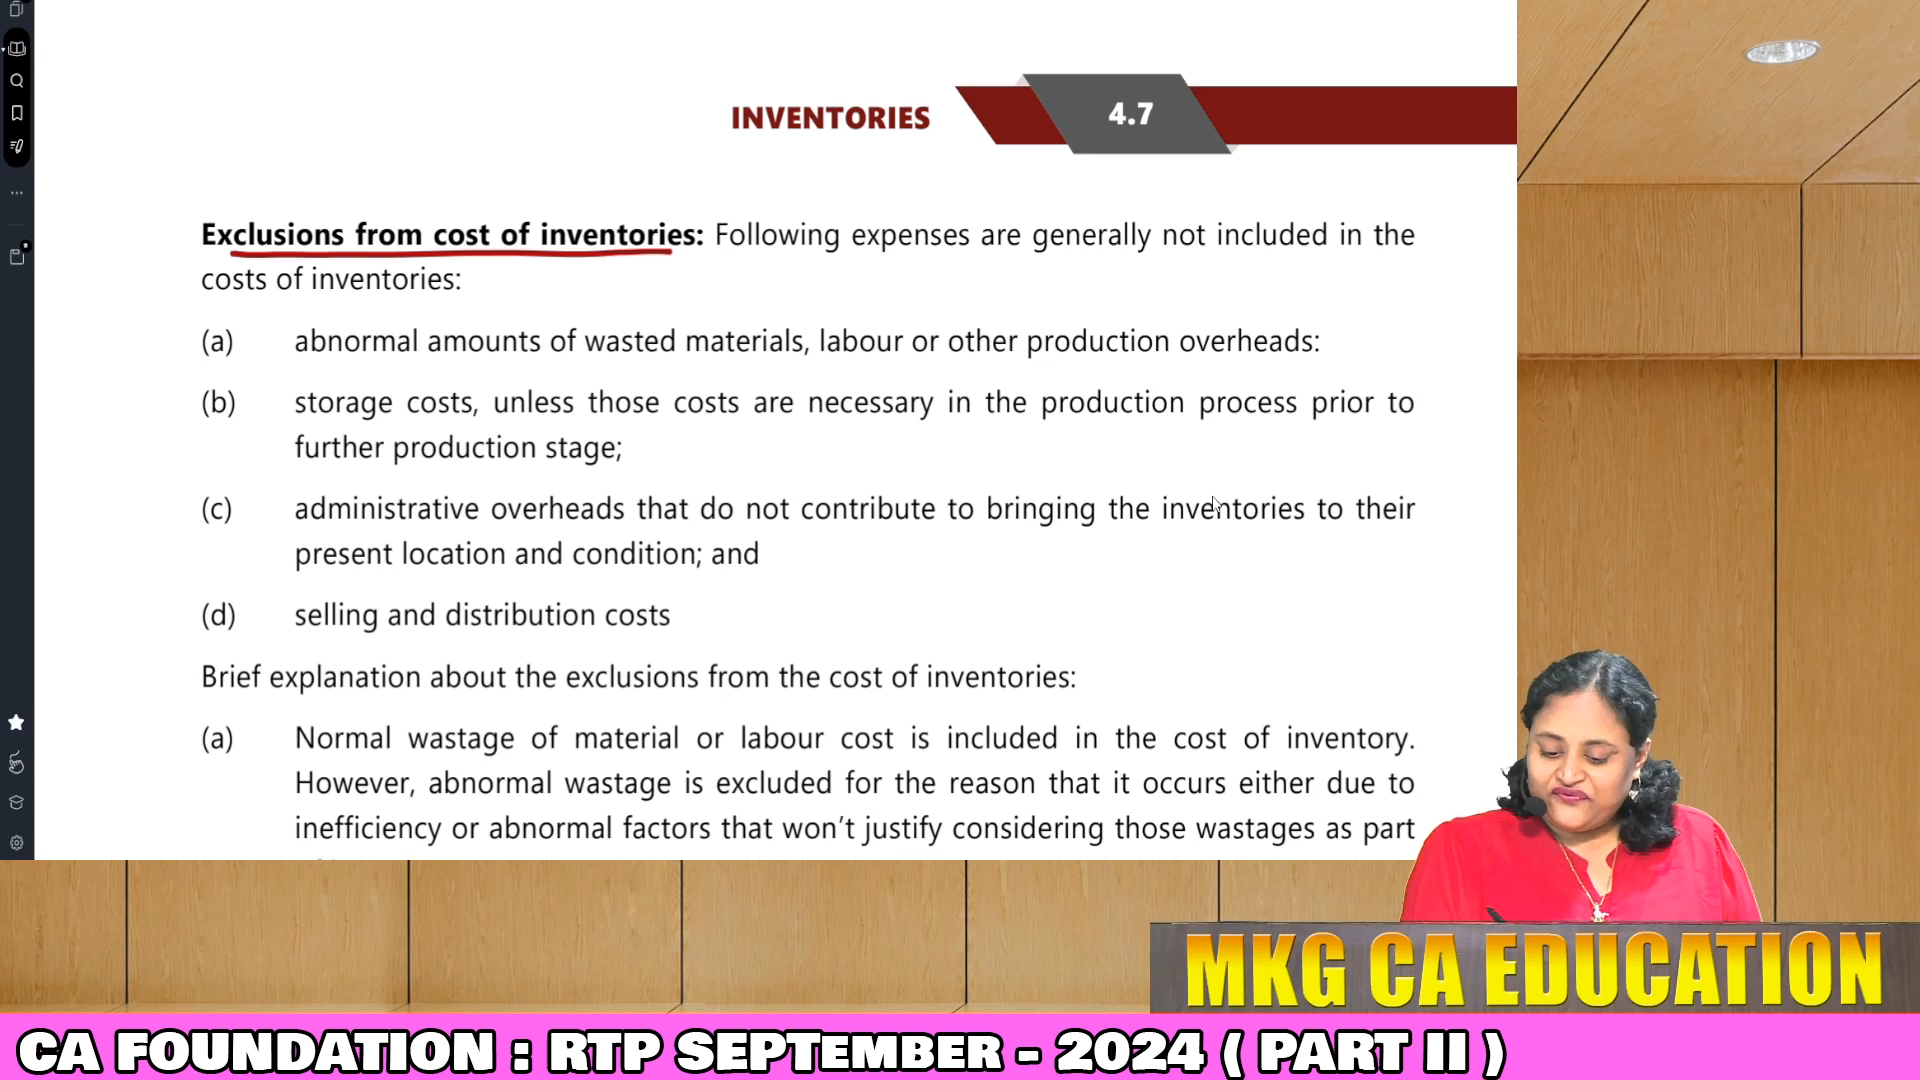 INVENTORIES
4.7
Exclusions from cost of inventories: Following expenses are generally not included in the
costs of inventories:
(a) abnormal amounts of wasted materials, labour or other production overheads:
(b) storage costs, unless those costs are necessary in the production process prior to
further production stage;
(c) administrative overheads that do not contribute to bringing the inventories to their
present location and condition; and
(d) selling and distribution costs
Brief explanation about the exclusions from the cost of inventories:
(a) Normal wastage of material or labour cost is included in the cost of inventory.
However, abnormal wastage is excluded for the reason that it occurs either due to
inefficiency or abnormal factors that won’t justify considering those wastages as part
MKG CA EDUCATION
CA FOUNDATION : RTP SEPTEMBER - 2024 ( PART II )